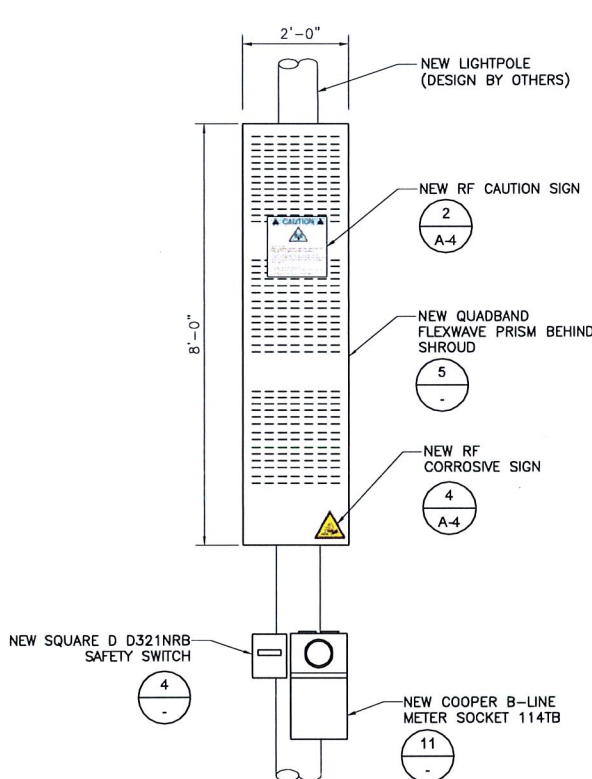 2'-0"
NEW LIGHTPOLE
(DESIGN BY OTHERS)
NEW RF CAUTION SIGN
2
A-4
CAUTION
8'-0"
NEW QUADBAND
FLEXWAVE PRISM BEHIND
SHROUD
5
-
NEW RF
CORROSIVE SIGN
4
A-4
NEW SQUARE D D321NRB
SAFETY SWITCH
4
-
NEW COOPER B-LINE
METER SOCKET 114TB
11
-